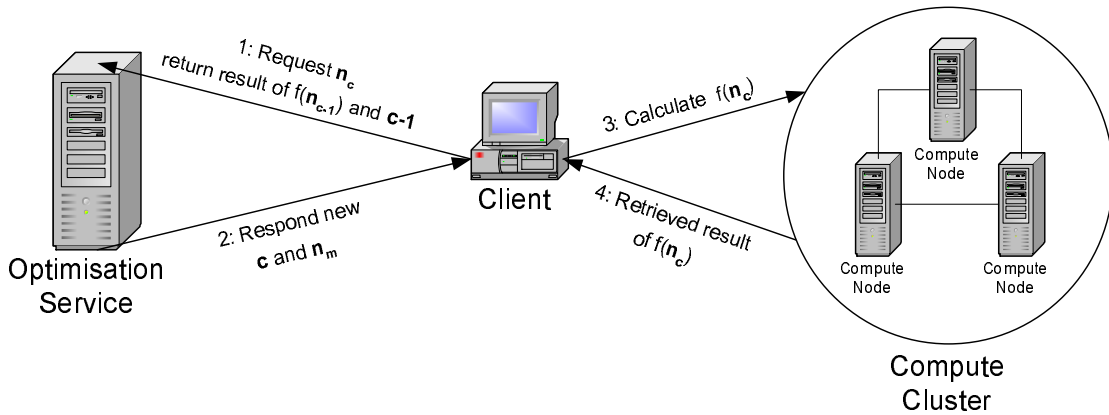 1: Request n_c
return result of f(n_c-1) and c-1
2: Respond new
c and n_m
Optimisation
Service
Client
3: Calculate f(n_c)
4: Retrieved result
of f(n_c)
Compute
Node
Compute
Node
Compute
Node
Compute
Cluster